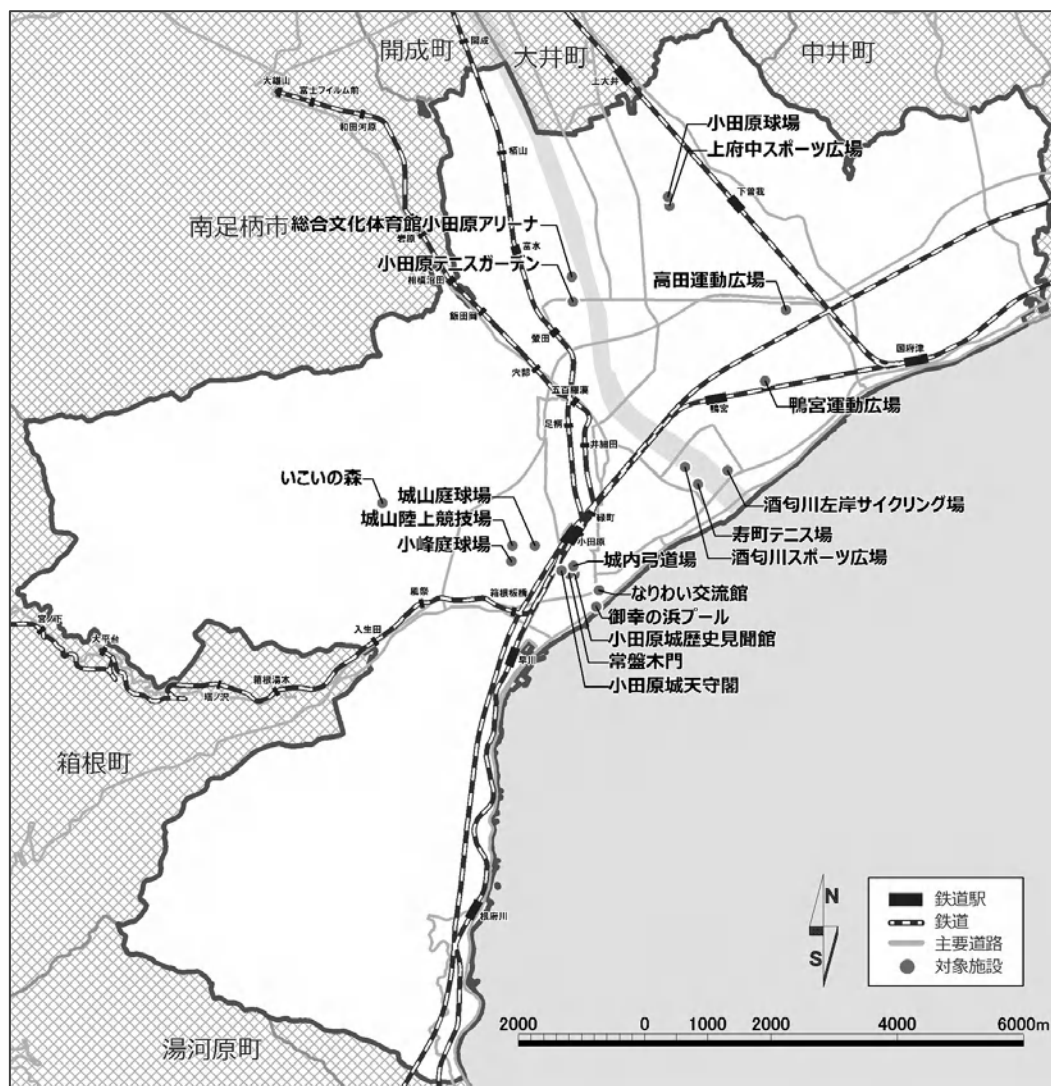 開成町
大井町
中井町
開成
上大井
大雄山
富士フイルム前
和田河原
小田原球場
上府中スポーツ広場
栢山
下曽我
南足柄市
総合文化体育館小田原アリーナ
岩原
富水
小田原テニスガーデン
相模沼田
高田運動広場
飯田岡
蛍田
国府津
穴部
五百羅漢
鴨宮
鴨宮運動広場
足柄
井細田
いこいの森
城山庭球場
酒匂川左岸サイクリング場
緑町
城山陸上競技場
寿町テニス場
小田原
小峰庭球場
城内弓道場
酒匂川スポーツ広場
風祭
箱根板橋
なりわい交流館
御幸の浜プール
宮ノ下
入生田
大平台
小田原城歴史見聞館
早川
常盤木門
箱根湯本
塔ノ沢
小田原城天守閣
箱根町
根府川
N
S
鉄道駅
鉄道
主要道路
対象施設
湯河原町
2000 0 1000 2000 4000 6000m